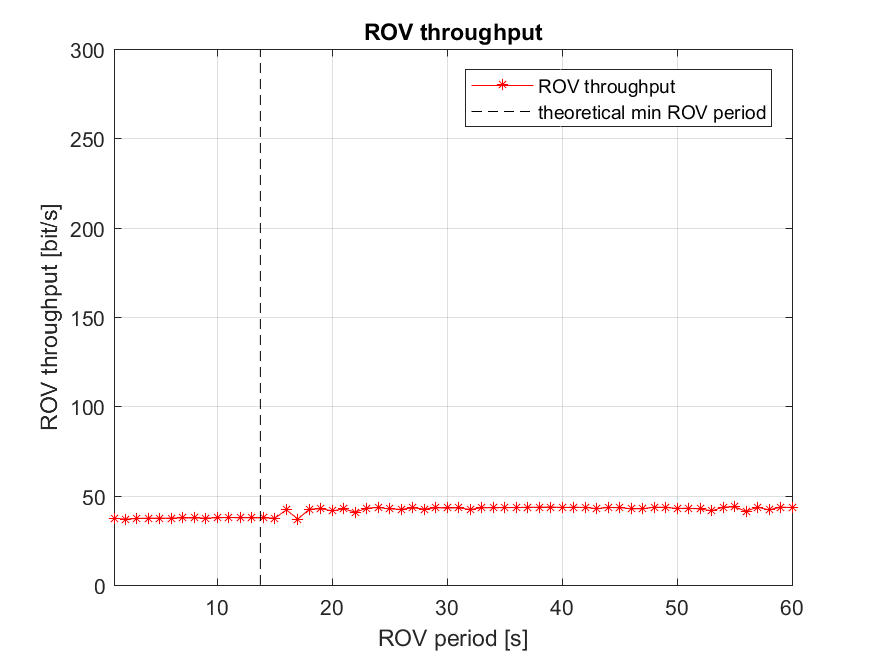 ROV throughput
300
250
200
150
100
50
0
ROV throughput [bit/s]
ROV throughput
theoretical min ROV period
10
20
30
40
50
60
ROV period [s]